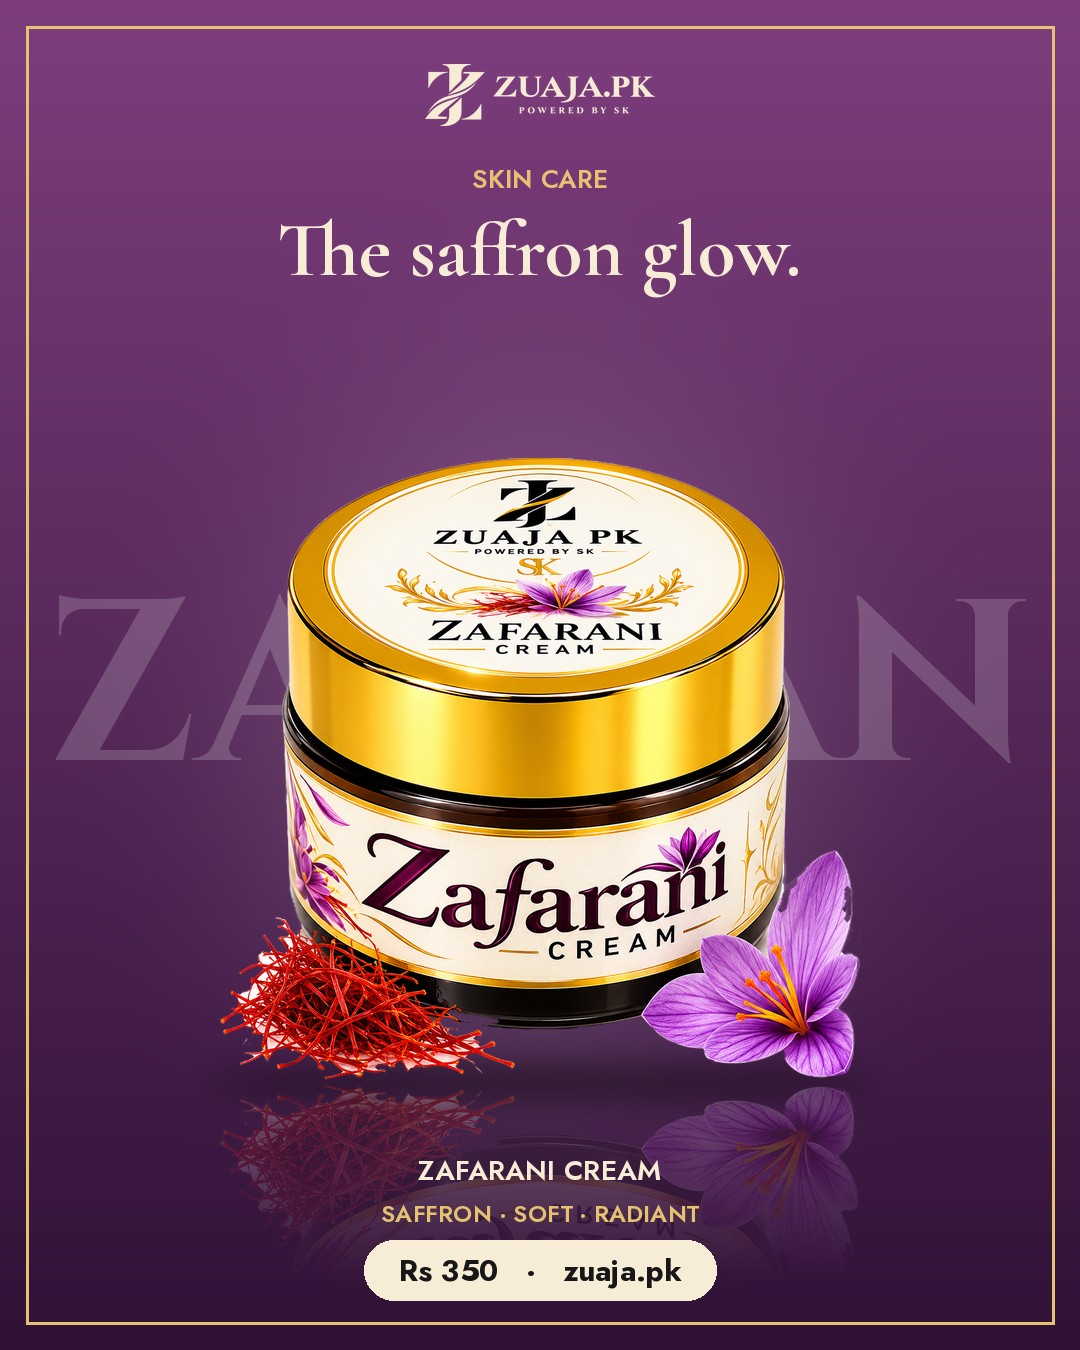 ZUAJA.PK
POWERED BY SK
SKIN CARE
The saffron glow.
ZUAJA PK
POWERED BY SK
SK
ZAFARANI
CREAM
Zafarani
CREAM
ZAFARANI CREAM
SAFFRON · SOFT · RADIANT
Rs 350 · zuaja.pk